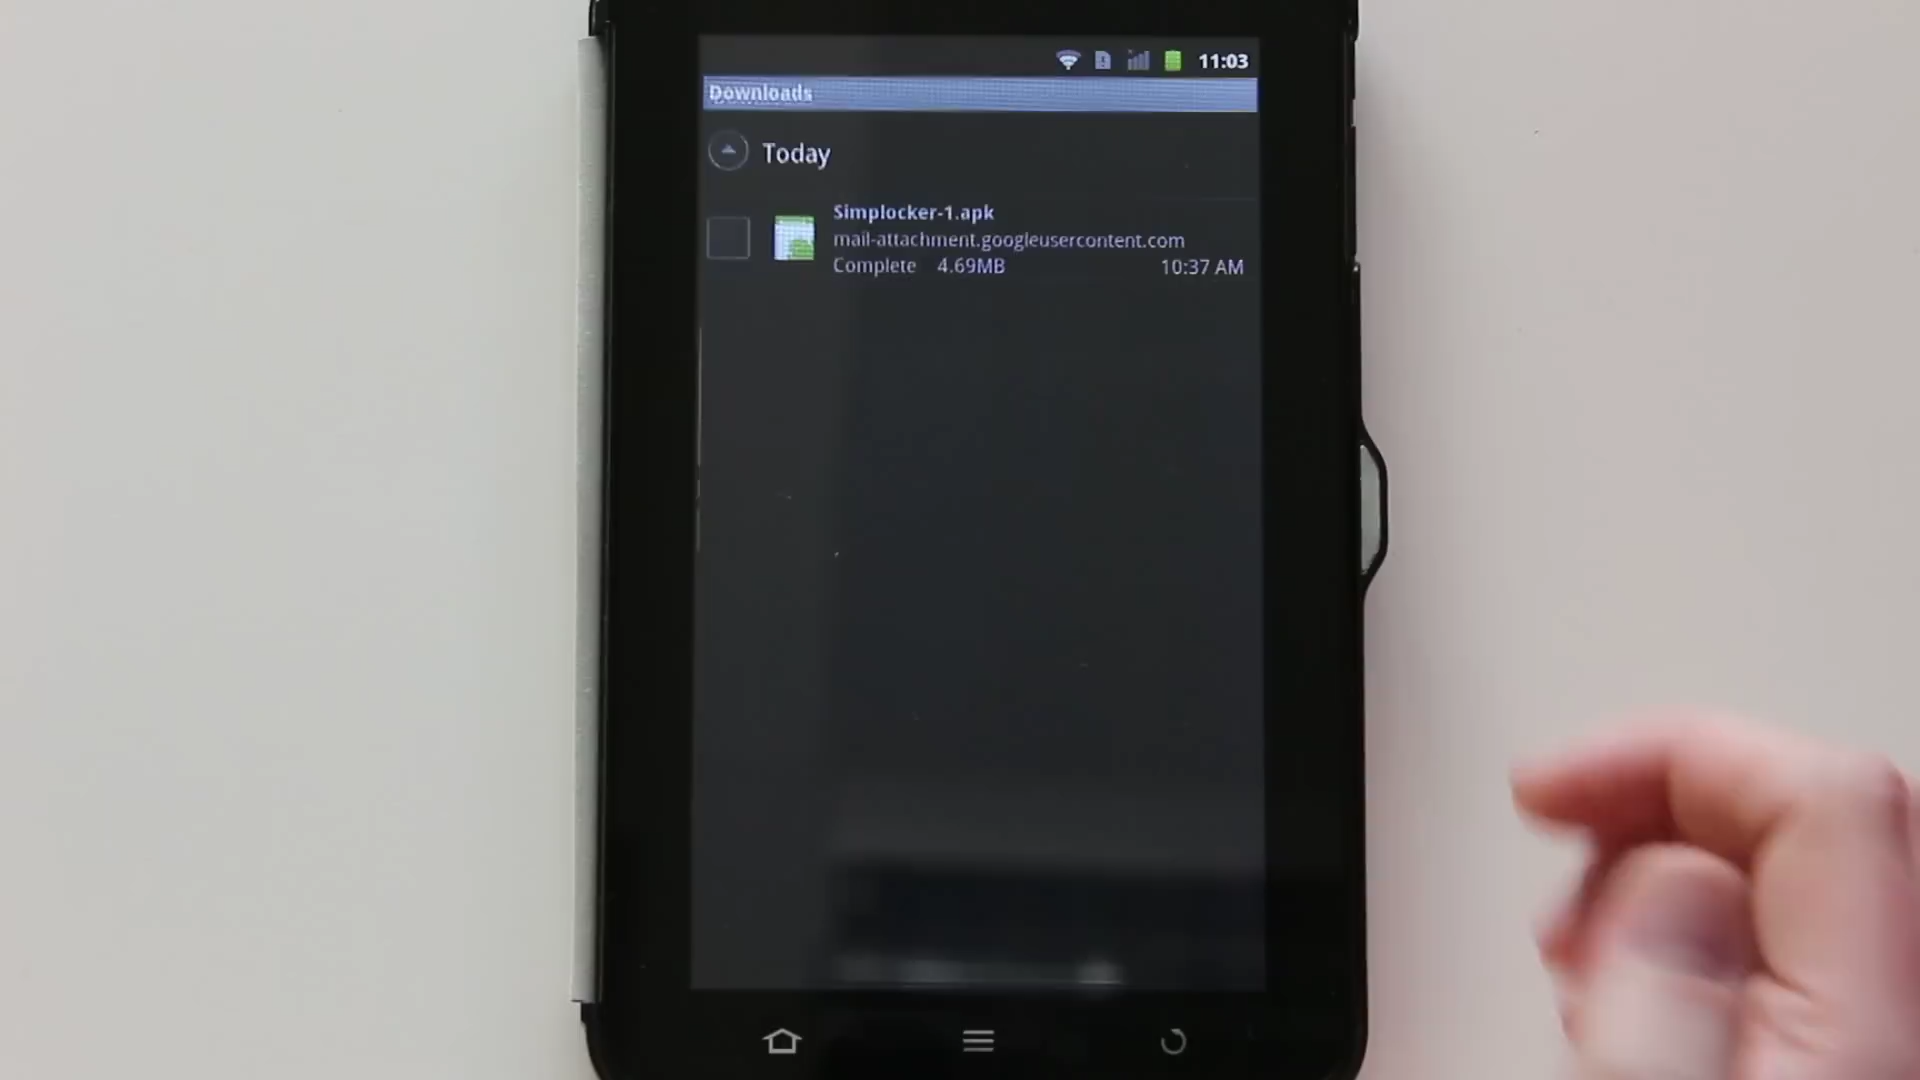 11:03
Downloads
Today
Simplocker-1.apk
mail-attachment.googleusercontent.com
Complete 4.69MB 10:37 AM